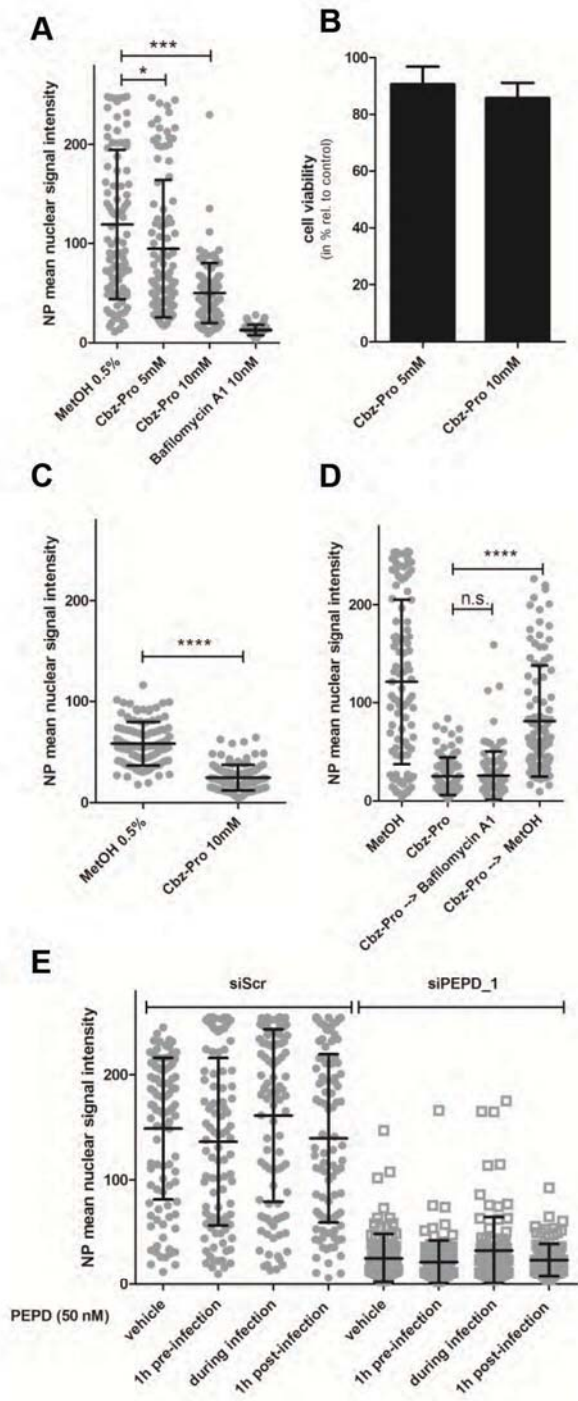 A
NP mean nuclear signal intensity
200
100
0
***
*
MetOH 0.5%
Cbz-Pro 5mM
Cbz-Pro 10mM
Bafilomycin A1 10nM
B
cell viability
(in % rel. to control)
100
80
60
40
20
0
Cbz-Pro 5mM
Cbz-Pro 10mM
C
NP mean nuclear signal intensity
200
100
0
****
MetOH 0.5%
Cbz-Pro 10mM
D
NP mean nuclear signal intensity
200
100
0
****
n.s.
MetOH
Cbz-Pro
Cbz-Pro --> Bafilomycin A1
Cbz-Pro --> MetOH
E
siScr
siPEPD_1
NP mean nuclear signal intensity
200
100
0
PEPD (50 nM)
vehicle
1h pre-infection
during infection
1h post-infection
vehicle
1h pre-infection
during infection
1h post-infection